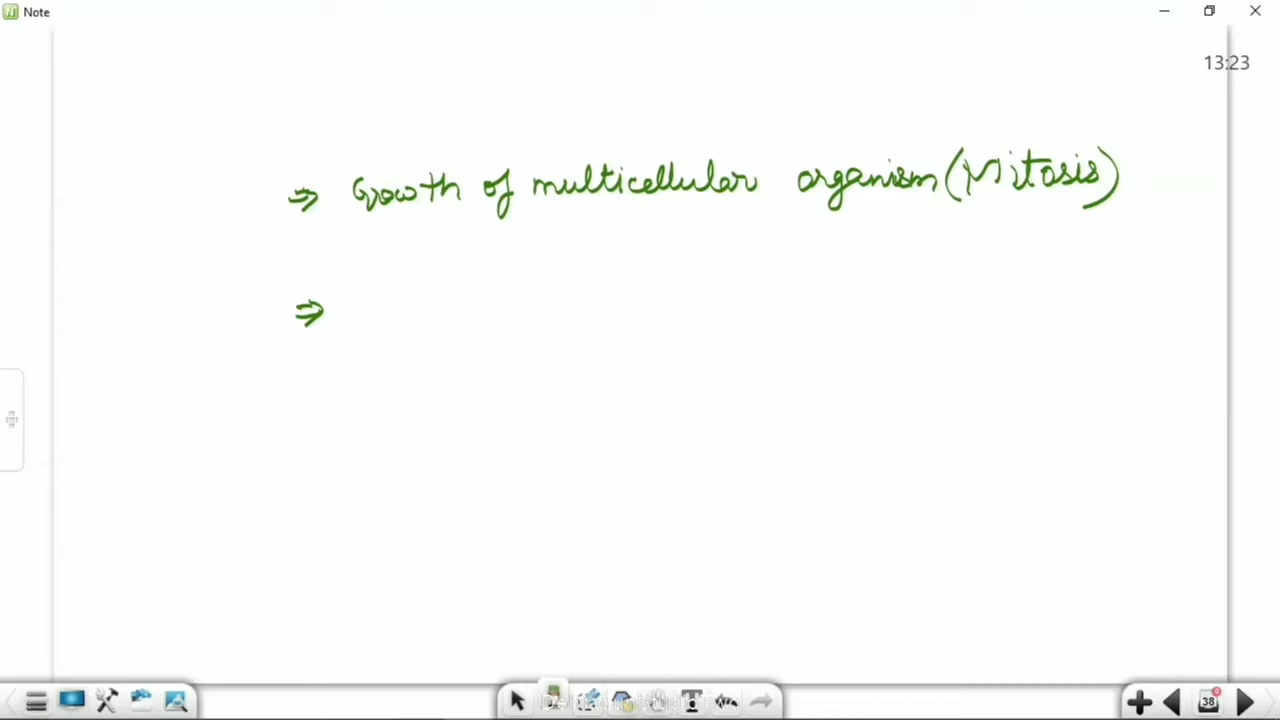 Note
13:23
⇒ Growth of multicellular organism (Mitosis)
⇒
38